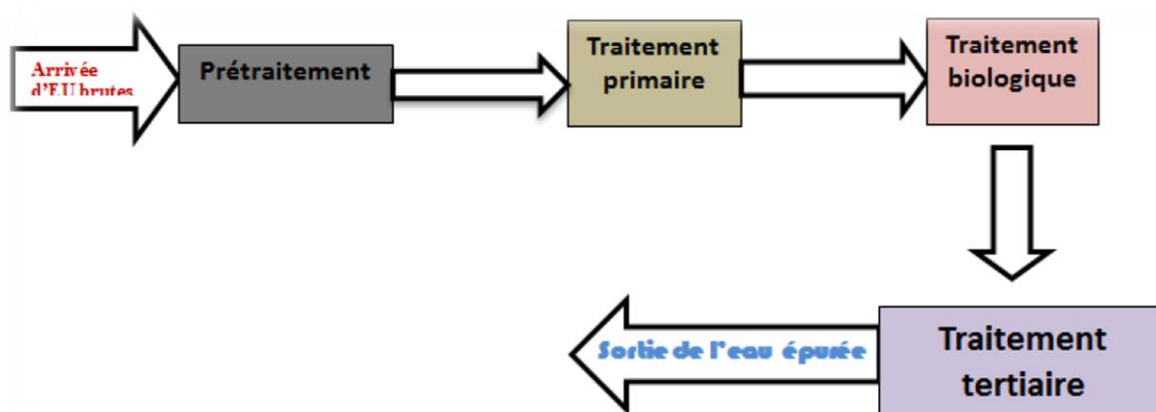 Arrivée
d'EU brutes
Prétraitement
Traitement
primaire
Traitement
biologique
Traitement
tertiaire
Sortie de l'eau épurée